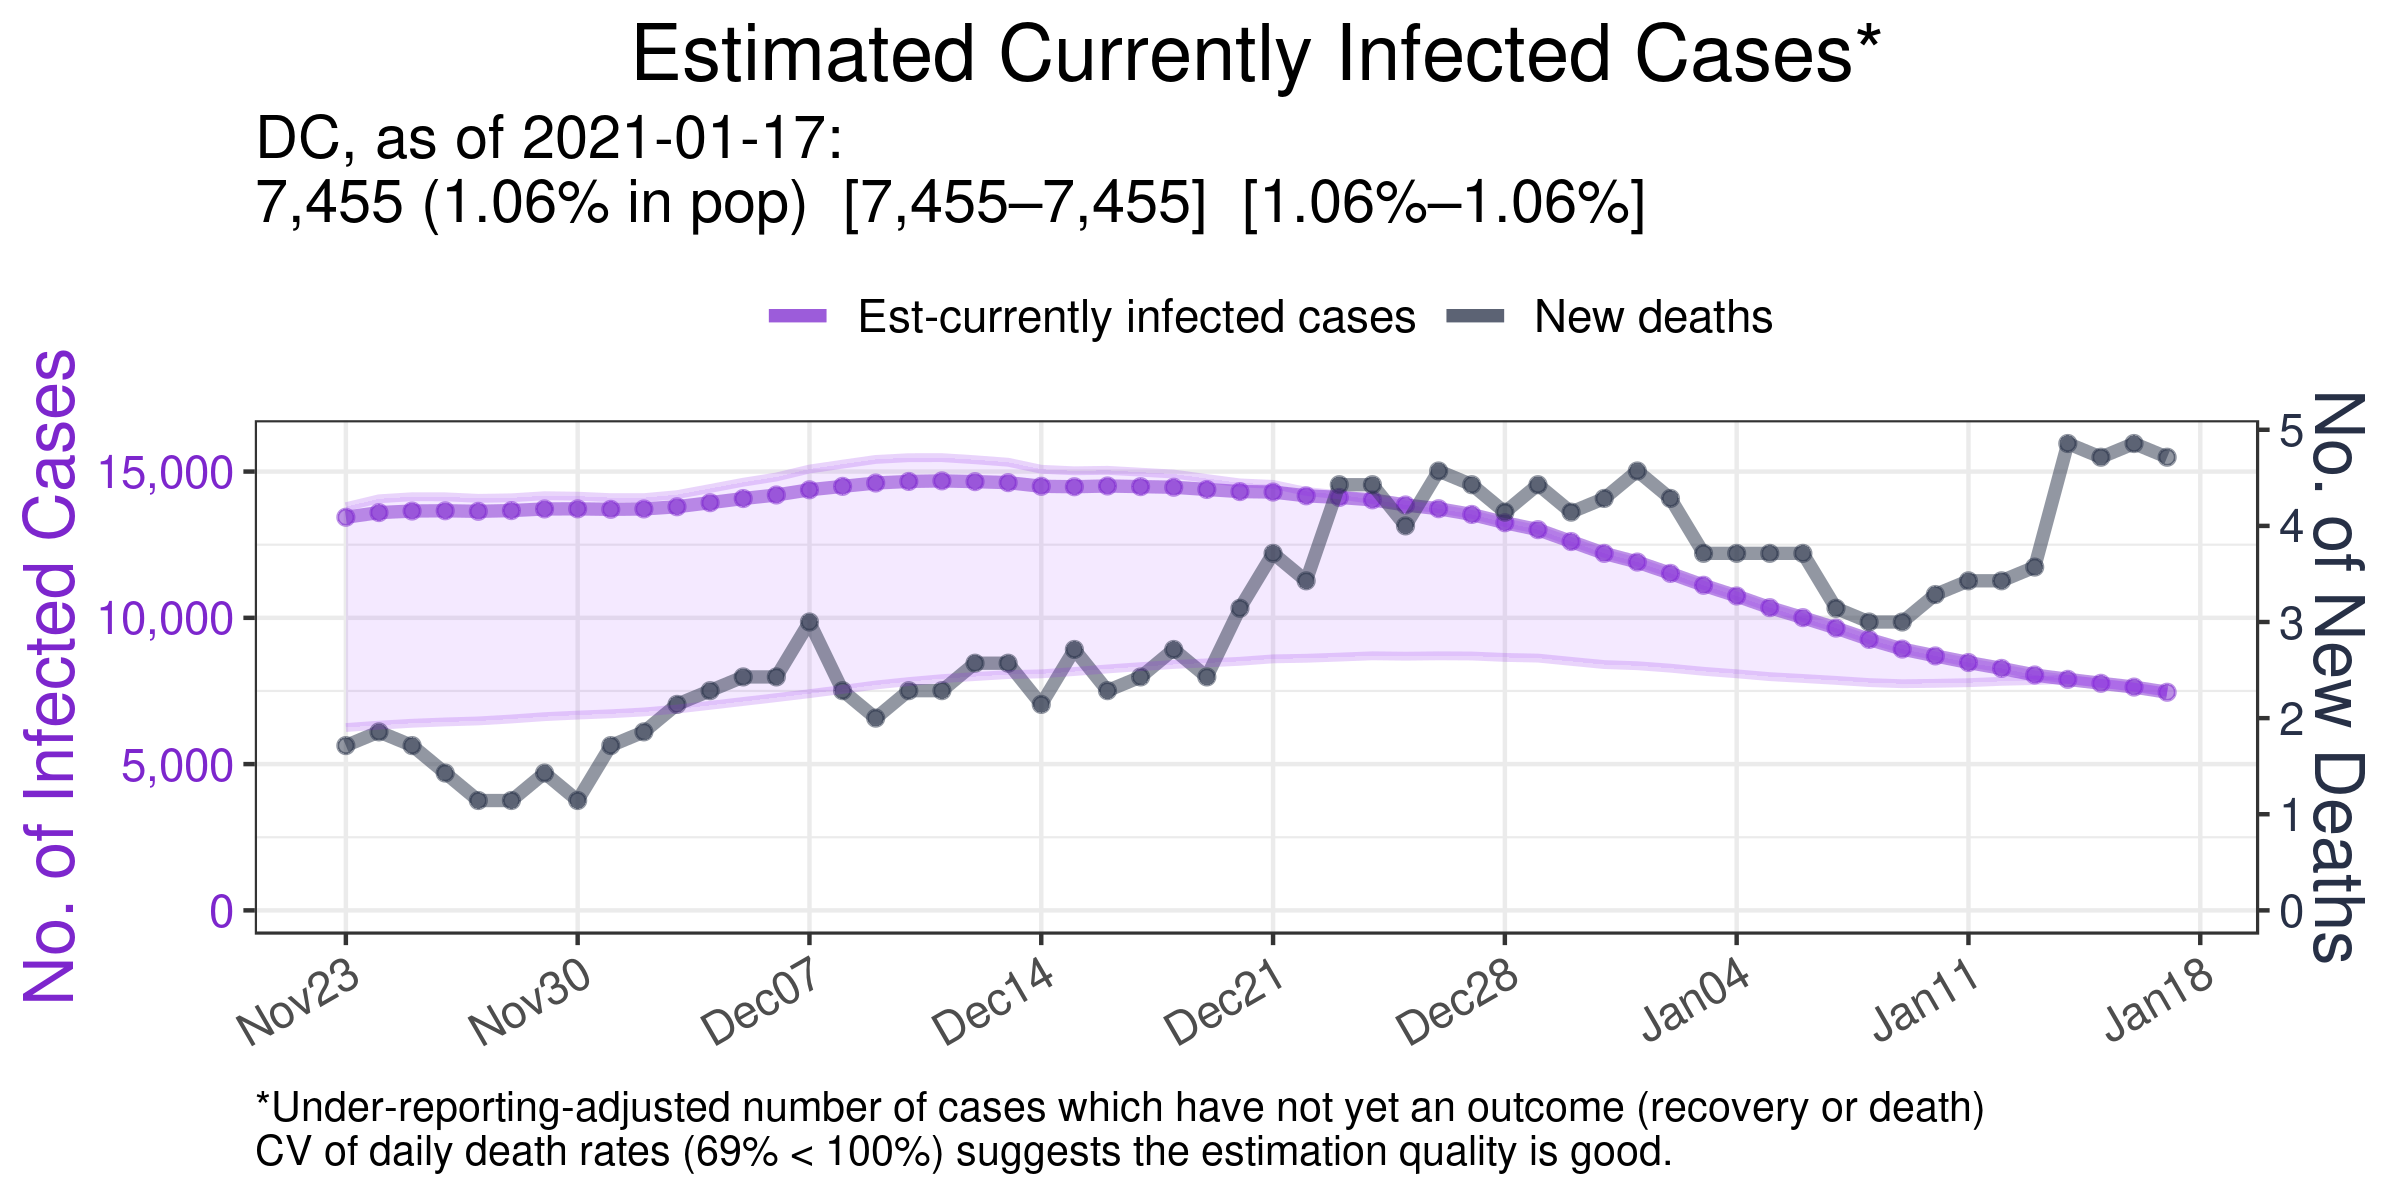 Estimated Currently Infected Cases*
DC, as of 2021-01-17:
7,455 (1.06% in pop)  [7,455–7,455]  [1.06%–1.06%]
Est-currently infected cases
New deaths
No. of Infected Cases
15,000
10,000
5,000
0
5
4
3
2
1
0
No. of New Deaths
Nov23
Nov30
Dec07
Dec14
Dec21
Dec28
Jan04
Jan11
Jan18
*Under-reporting-adjusted number of cases which have not yet an outcome (recovery or death)
CV of daily death rates (69% < 100%) suggests the estimation quality is good.